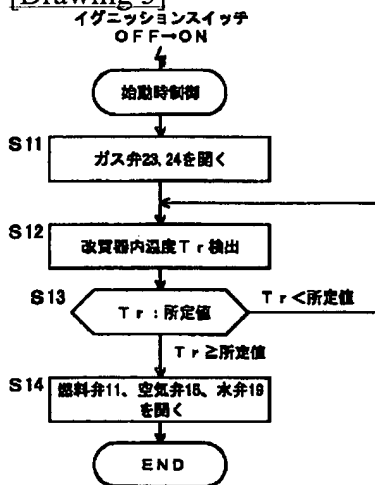 [Drawing 5]
イグニッションスイッチ
OFF→ON
始動時制御
S11
ガス弁23,24を開く
S12
改質器内温度Tr検出
S13
Tr:所定値
Tr<所定値
Tr≧所定値
S14
燃料弁11、空気弁15、水弁19
を開く
END